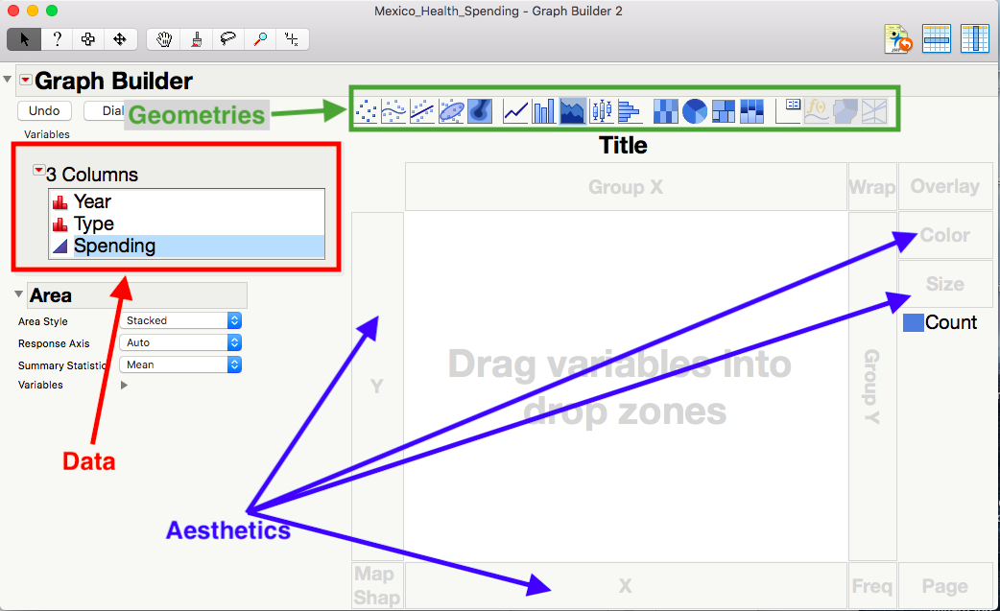 Mexico_Health_Spending - Graph Builder 2
?
Graph Builder
Undo
Dial
Geometries
Variables
Title
3 Columns
Year
Type
Spending
Group X
Wrap
Overlay
Color
Size
Count
Area
Area Style
Stacked
Response Axis
Auto
Summary Statistic
Mean
Variables
Y
Drag variables into
drop zones
Group Y
Data
Aesthetics
Map
Shap
X
Freq
Page